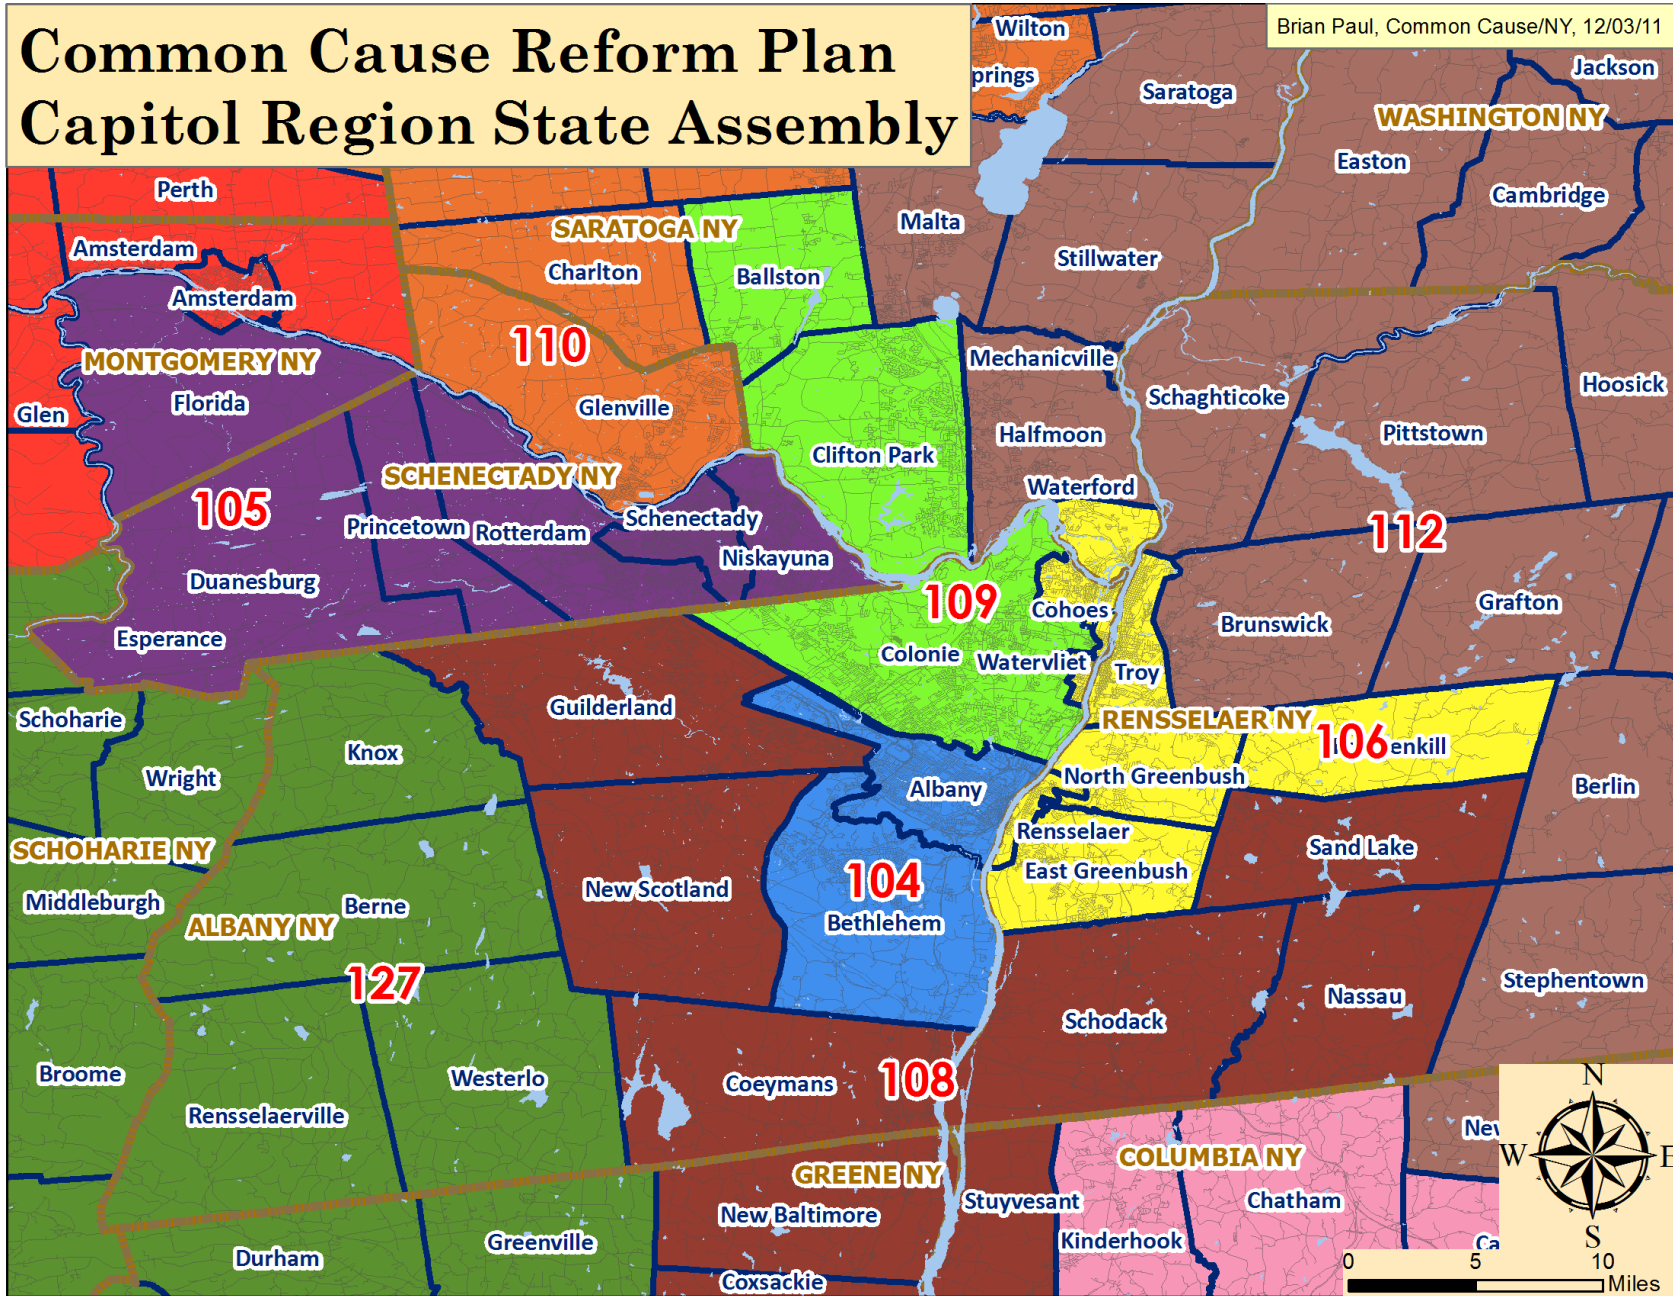 Common Cause Reform Plan
Capitol Region State Assembly
Brian Paul, Common Cause/NY, 12/03/11
Wilton
prings
Saratoga
Jackson
WASHINGTON NY
Easton
Cambridge
Perth
Malta
SARATOGA NY
Amsterdam
Charlton
Ballston
Stillwater
Amsterdam
110
MONTGOMERY NY
Mechanicville
Florida
Glenville
Schaghticoke
Hoosick
Glen
Clifton Park
Halfmoon
Pittstown
SCHENECTADY NY
Waterford
105
Princetown
Rotterdam
Schenectady
112
Niskayuna
Duanesburg
109
Cohoes
Grafton
Esperance
Brunswick
Colonie
Watervliet
Troy
Schoharie
Guilderland
RENSSELAER NY
106
enkill
Knox
Wright
Albany
North Greenbush
Berlin
SCHOHARIE NY
Rensselaer
Sand Lake
104
East Greenbush
Middleburgh
Berne
New Scotland
Bethlehem
ALBANY NY
127
Stephentown
Nassau
Schodack
Broome
Westerlo
Coeymans
108
Rensselaerville
New
COLUMBIA NY
GREENE NY
Stuyvesant
Chatham
New Baltimore
Kinderhook
Greenville
Ca
Durham
Coxsackie
N
W
E
S
0 5 10
Miles